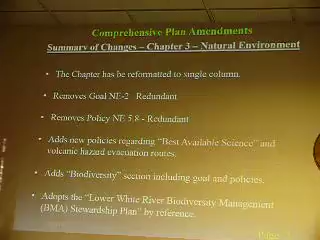 Comprehensive Plan Amendments
Summary of Changes – Chapter 3 – Natural Environment
• The Chapter has be reformatted to single column.
• Removes Goal NE-2 Redundant
• Removes Policy NE 5.8 - Redundant
• Adds new policies regarding “Best Available Science” and
volcanic hazard evacuation routes.
• Adds “Biodiversity” section including goal and policies.
• Adopts the “Lower White River Biodiversity Management
(BMA) Stewardship Plan” by reference.
Page